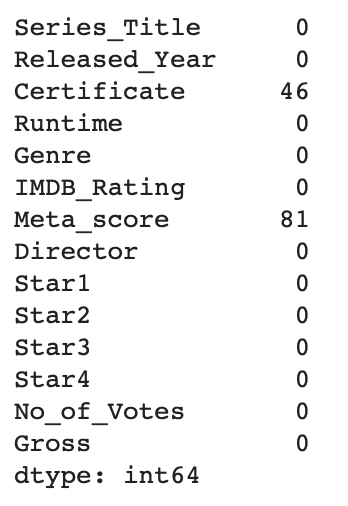 Series_Title 0
Released_Year 0
Certificate 46
Runtime 0
Genre 0
IMDB_Rating 0
Meta_score 81
Director 0
Star1 0
Star2 0
Star3 0
Star4 0
No_of_Votes 0
Gross 0
dtype: int64